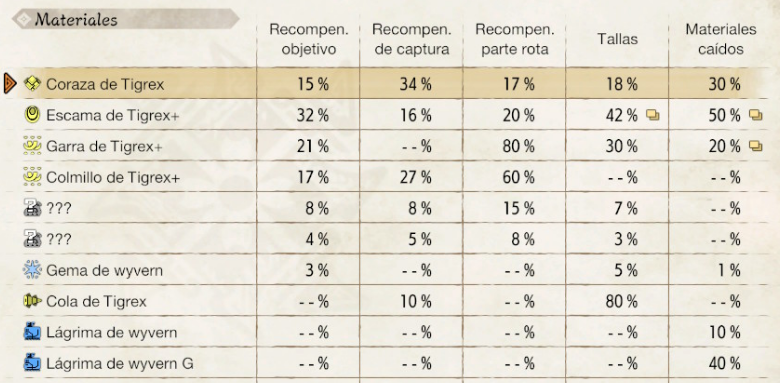 Materiales
Recompen. objetivo Recompen. de captura Recompen. parte rota Tallas Materiales caídos
Coraza de Tigrex 15 % 34 % 17 % 18 % 30 %
Escama de Tigrex+ 32 % 16 % 20 % 42 % 50 %
Garra de Tigrex+ 21 % --% 80 % 30 % 20 %
Colmillo de Tigrex+ 17 % 27 % 60 % --% --%
??? 8 % 8 % 15 % 7 % --%
??? 4 % 5 % 8 % 3 % --%
Gema de wyvern 3 % --% --% 5 % 1 %
Cola de Tigrex --% 10 % --% 80 % --%
Lágrima de wyvern --% --% --% --% 10 %
Lágrima de wyvern G --% --% --% --% 40 %